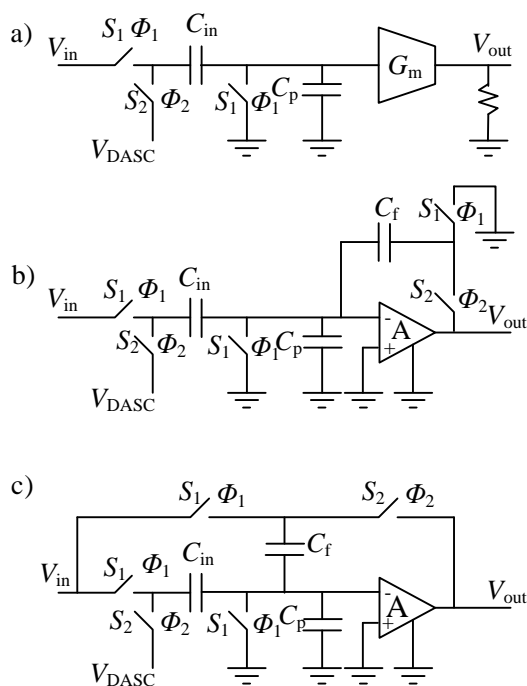 a)
V_in S_1 Φ_1 C_in G_m V_out
S_2 Φ_2 S_1 Φ_1 C_p
V_DASC
b)
C_f S_1 Φ_1
V_in S_1 Φ_1 C_in S_2 Φ_2
S_2 Φ_2 S_1 Φ_1 C_p - A + V_out
V_DASC
c)
S_1 Φ_1 S_2 Φ_2
V_in S_1 Φ_1 C_in C_f
S_2 Φ_2 S_1 Φ_1 C_p - A + V_out
V_DASC